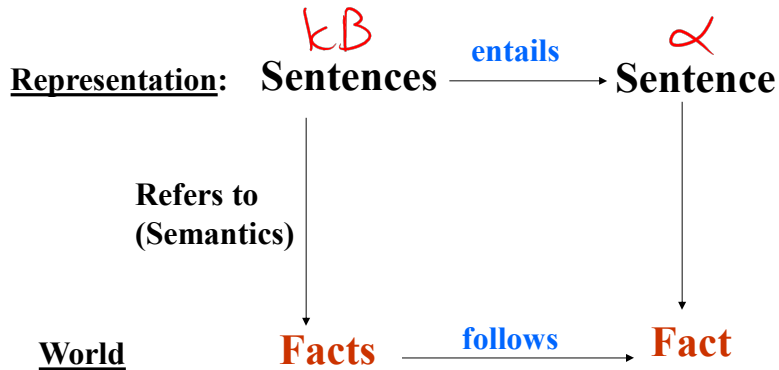 kB α
entails
Representation: Sentences Sentence
Refers to
(Semantics)
follows
World Facts Fact